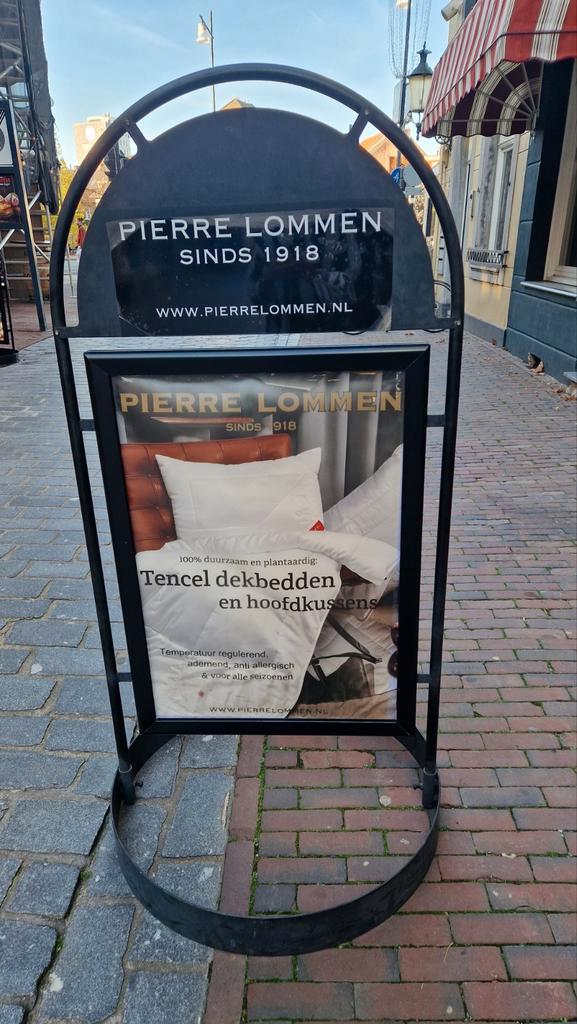 PIERRE LOMMEN
SINDS 1918
WWW.PIERRELOMMEN.NL
PIERRE LOMMEN
SINDS 1918
100% duurzaam en plantaardig:
Tencel dekbedden
en hoofdkussens
Temperatuur regulerend,
ademend, anti allergisch
& voor alle seizoenen
WWW.PIERRELOMMEN.NL